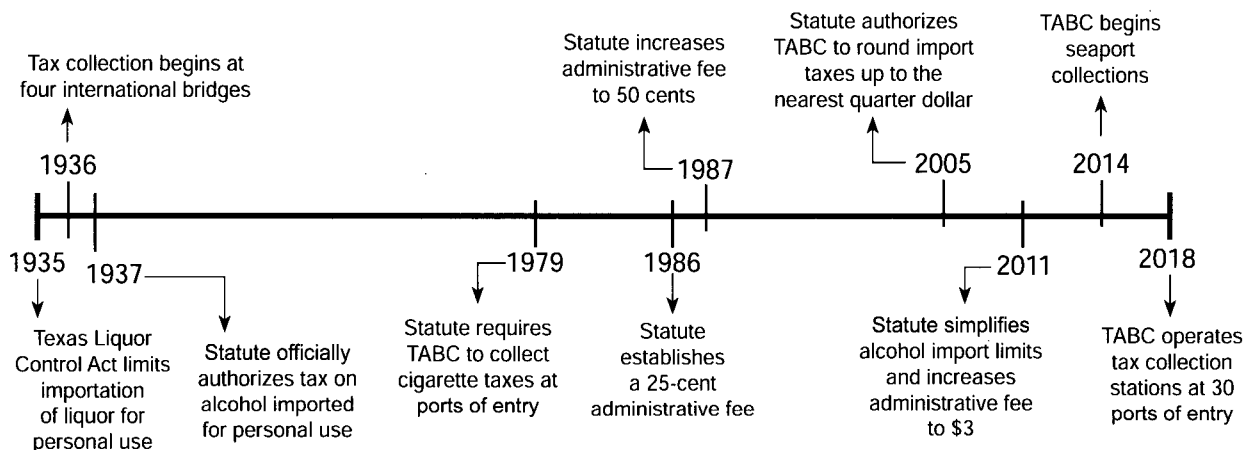 Tax collection begins at
four international bridges
1936
Statute increases
administrative fee
to 50 cents
1987
Statute authorizes
TABC to round import
taxes up to the
nearest quarter dollar
2005
TABC begins
seaport
collections
2014
1935
Texas Liquor
Control Act limits
importation
of liquor for
personal use
1937
Statute officially
authorizes tax on
alcohol imported
for personal use
1979
Statute requires
TABC to collect
cigarette taxes at
ports of entry
1986
Statute
establishes
a 25-cent
administrative fee
2011
Statute simplifies
alcohol import limits
and increases
administrative fee
to $3
2018
TABC operates
tax collection
stations at 30
ports of entry